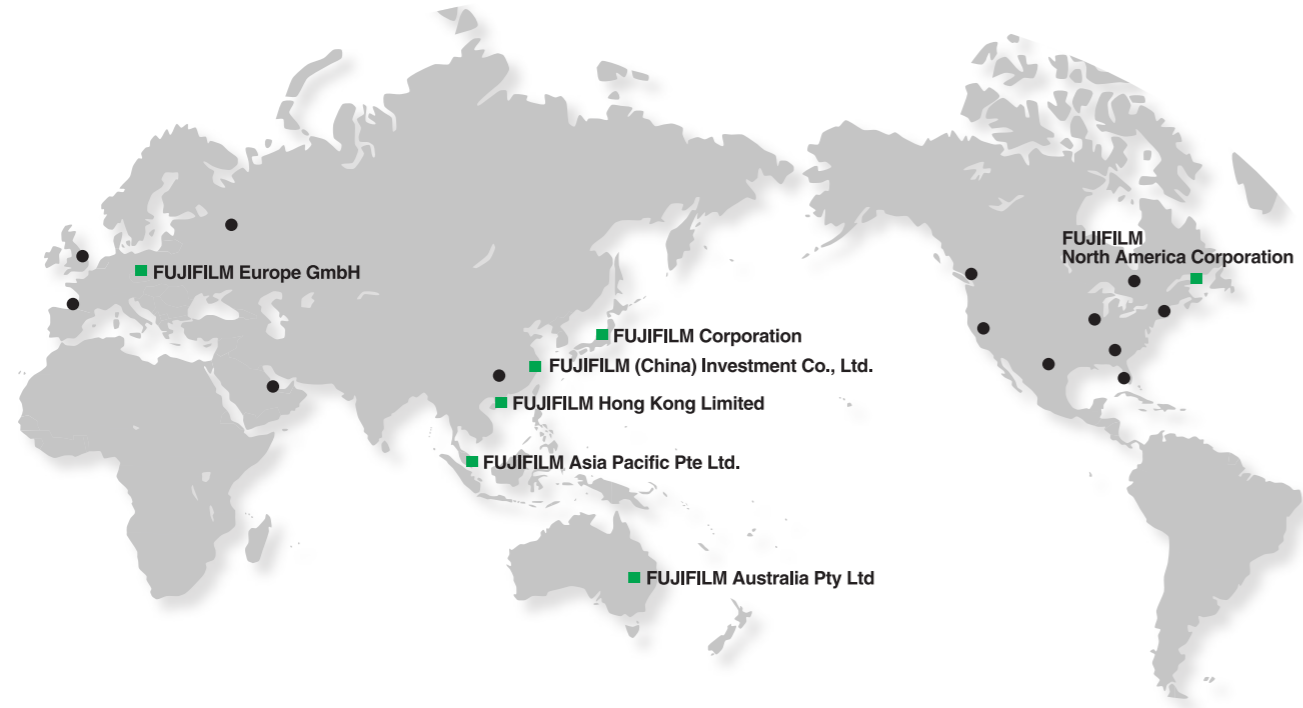 FUJIFILM
North America Corporation
FUJIFILM Europe GmbH
FUJIFILM Corporation
FUJIFILM (China) Investment Co., Ltd.
FUJIFILM Hong Kong Limited
FUJIFILM Asia Pacific Pte Ltd.
FUJIFILM Australia Pty Ltd